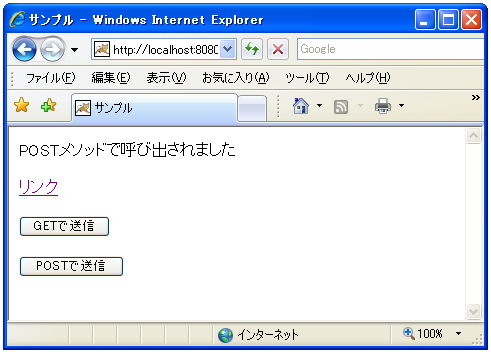 サンプル - Windows Internet Explorer
http://localhost:8080
Google
ファイル(F) 編集(E) 表示(V) お気に入り(A) ツール(T) ヘルプ(H)
サンプル
»
POSTメソッドで呼び出されました
リンク
GETで送信
POSTで送信
インターネット 100%